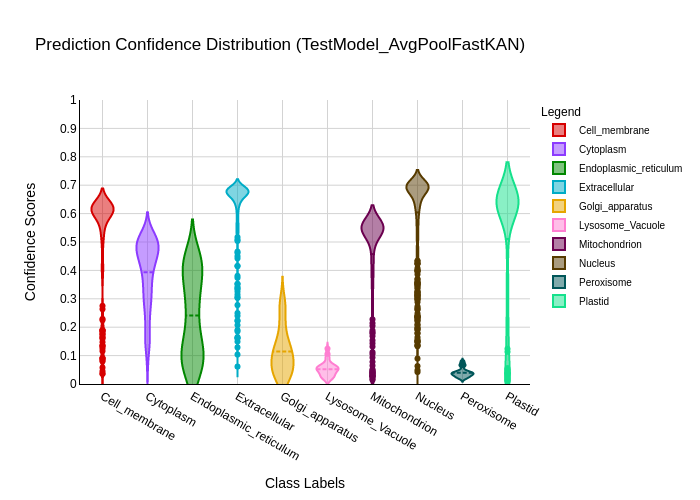 Prediction Confidence Distribution (TestModel_AvgPoolFastKAN)
Confidence Scores
1
0.9
0.8
0.7
0.6
0.5
0.4
0.3
0.2
0.1
0
Cell_membrane
Cytoplasm
Endoplasmic_reticulum
Extracellular
Golgi_apparatus
Lysosome_Vacuole
Mitochondrion
Nucleus
Peroxisome
Plastid
Class Labels
Legend
Cell_membrane
Cytoplasm
Endoplasmic_reticulum
Extracellular
Golgi_apparatus
Lysosome_Vacuole
Mitochondrion
Nucleus
Peroxisome
Plastid